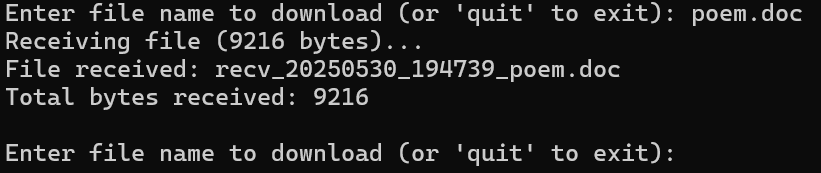 Enter file name to download (or 'quit' to exit): poem.doc
Receiving file (9216 bytes)...
File received: recv_20250530_194739_poem.doc
Total bytes received: 9216
Enter file name to download (or 'quit' to exit):